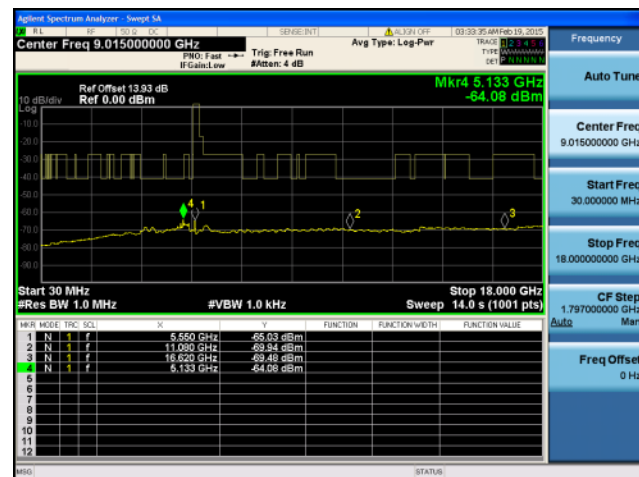 Agilent Spectrum Analyzer - Swept SA
RL RF 50 Ω DC SENSE:INT ALIGN OFF 03:33:35 AM Feb 19, 2015
Center Freq 9.015000000 GHz
PNO: Fast
IFGain:Low
Trig: Free Run
#Atten: 4 dB
Avg Type: Log-Pwr
TRACE 1 2 3 4 5 6
TYPE
DET P N N N N N
Ref Offset 13.93 dB
Ref 0.00 dBm
10 dB/div
Log
Mkr4 5.133 GHz
-64.08 dBm
-10.0
-20.0
-30.0
-40.0
-50.0
-60.0
-70.0
-80.0
-90.0
4
1
2
3
Start 30 MHz
Stop 18.000 GHz
#Res BW 1.0 MHz #VBW 1.0 kHz Sweep 14.0 s (1001 pts)
MKR MODE TRC SCL X Y FUNCTION FUNCTION WIDTH FUNCTION VALUE
1 N 1 f 5.550 GHz -65.03 dBm
2 N 1 f 11.080 GHz -69.94 dBm
3 N 1 f 16.620 GHz -69.48 dBm
4 N 1 f 5.133 GHz -64.08 dBm
5
6
7
8
9
10
11
12
MSG STATUS
Frequency
Auto Tune
Center Freq
9.015000000 GHz
Start Freq
30.000000 MHz
Stop Freq
18.000000000 GHz
CF Step
1.797000000 GHz
Auto Man
Freq Offset
0 Hz